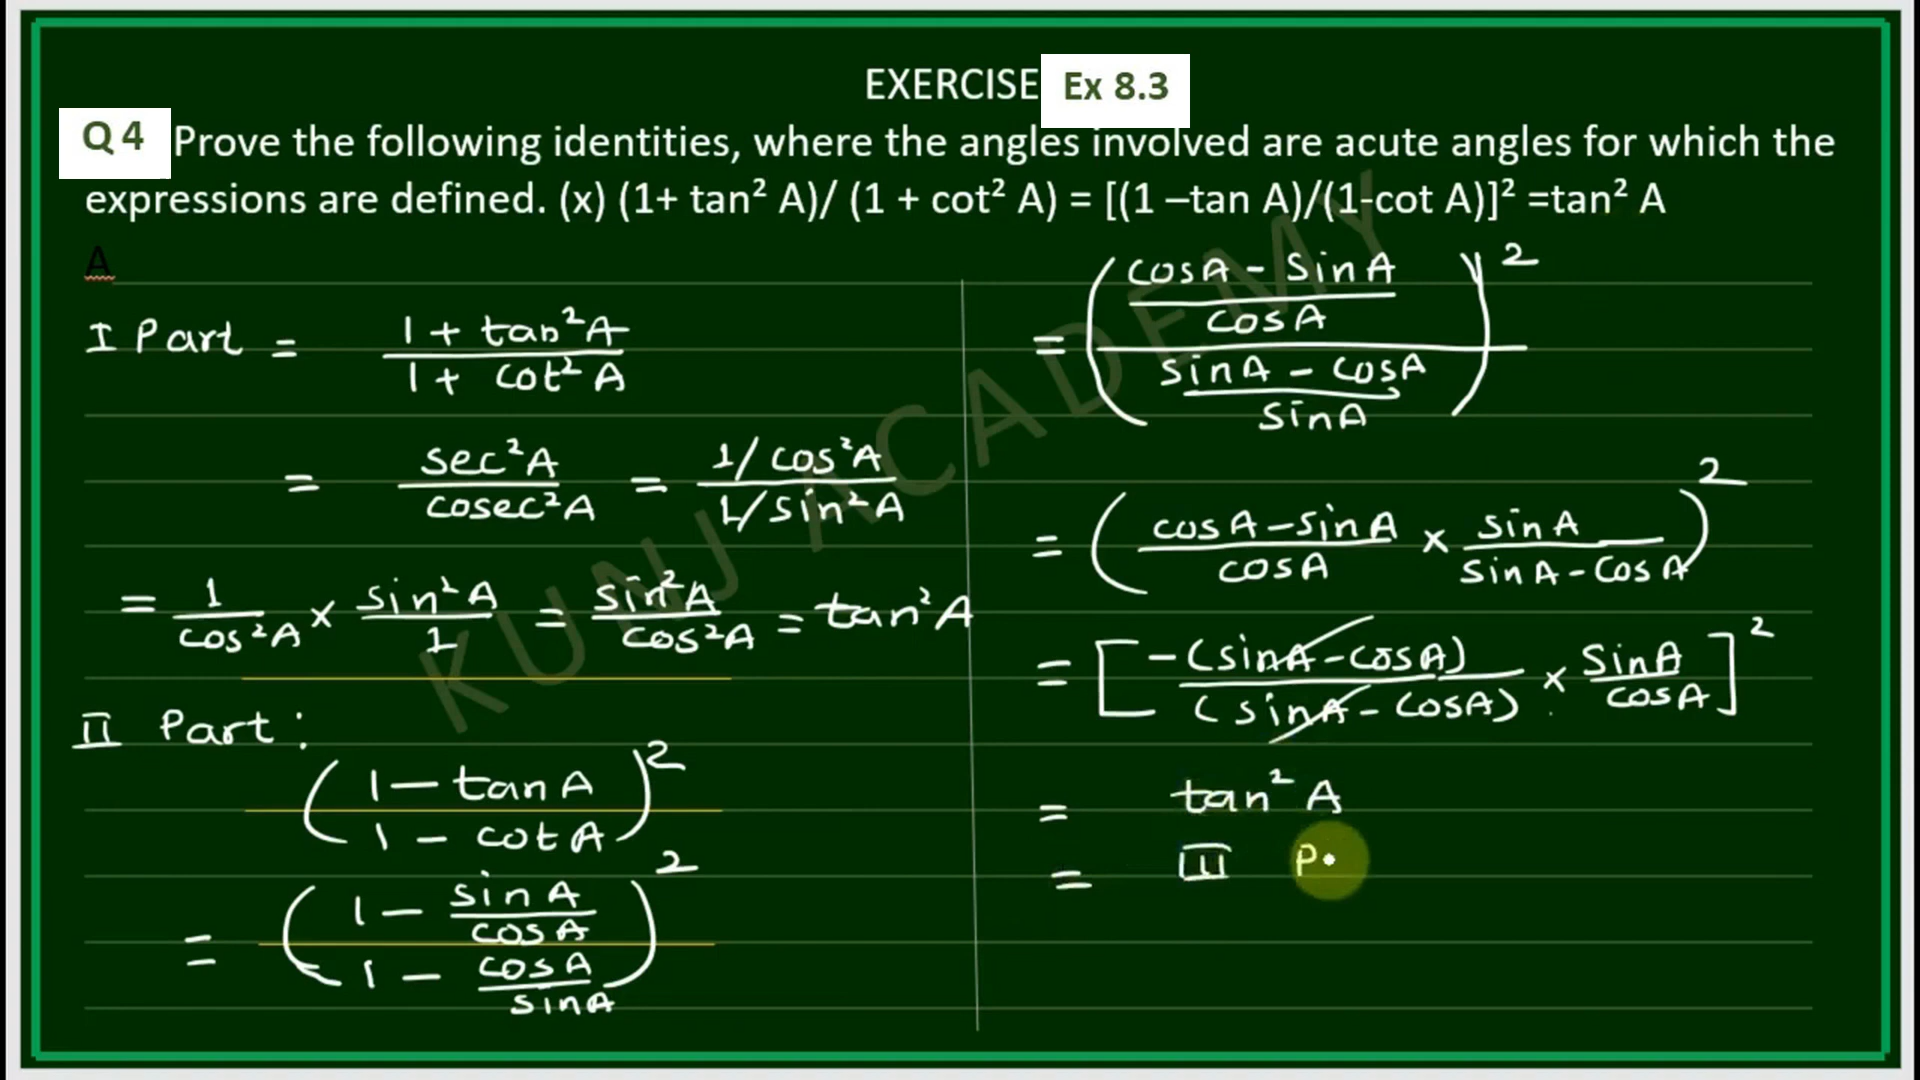 EXERCISE Ex 8.3
Q 4 Prove the following identities, where the angles involved are acute angles for which the
expressions are defined. (x) (1+ tan² A)/ (1 + cot² A) = [(1 –tan A)/(1-cot A)]² =tan² A
A
I Part = (1 + tan²A)/(1 + cot² A)
= sec²A/cosec²A = (1/cos²A)/(1/sin²A)
= 1/cos²A × sin²A/1 = sin²A/cos²A = tan²A
II Part :
(1 – tanA / 1 – cotA)²
= (1 – sinA/cosA / 1 – cosA/sinA)²
= ((cosA – sinA)/cosA / (sinA – cosA)/sinA)²
= ((cosA – sinA)/cosA × sinA/(sinA – cosA))²
= [–(sinA – cosA)/(sinA – cosA) × sinA/cosA]²
= tan² A
= III P
KUNJ ACADEMY